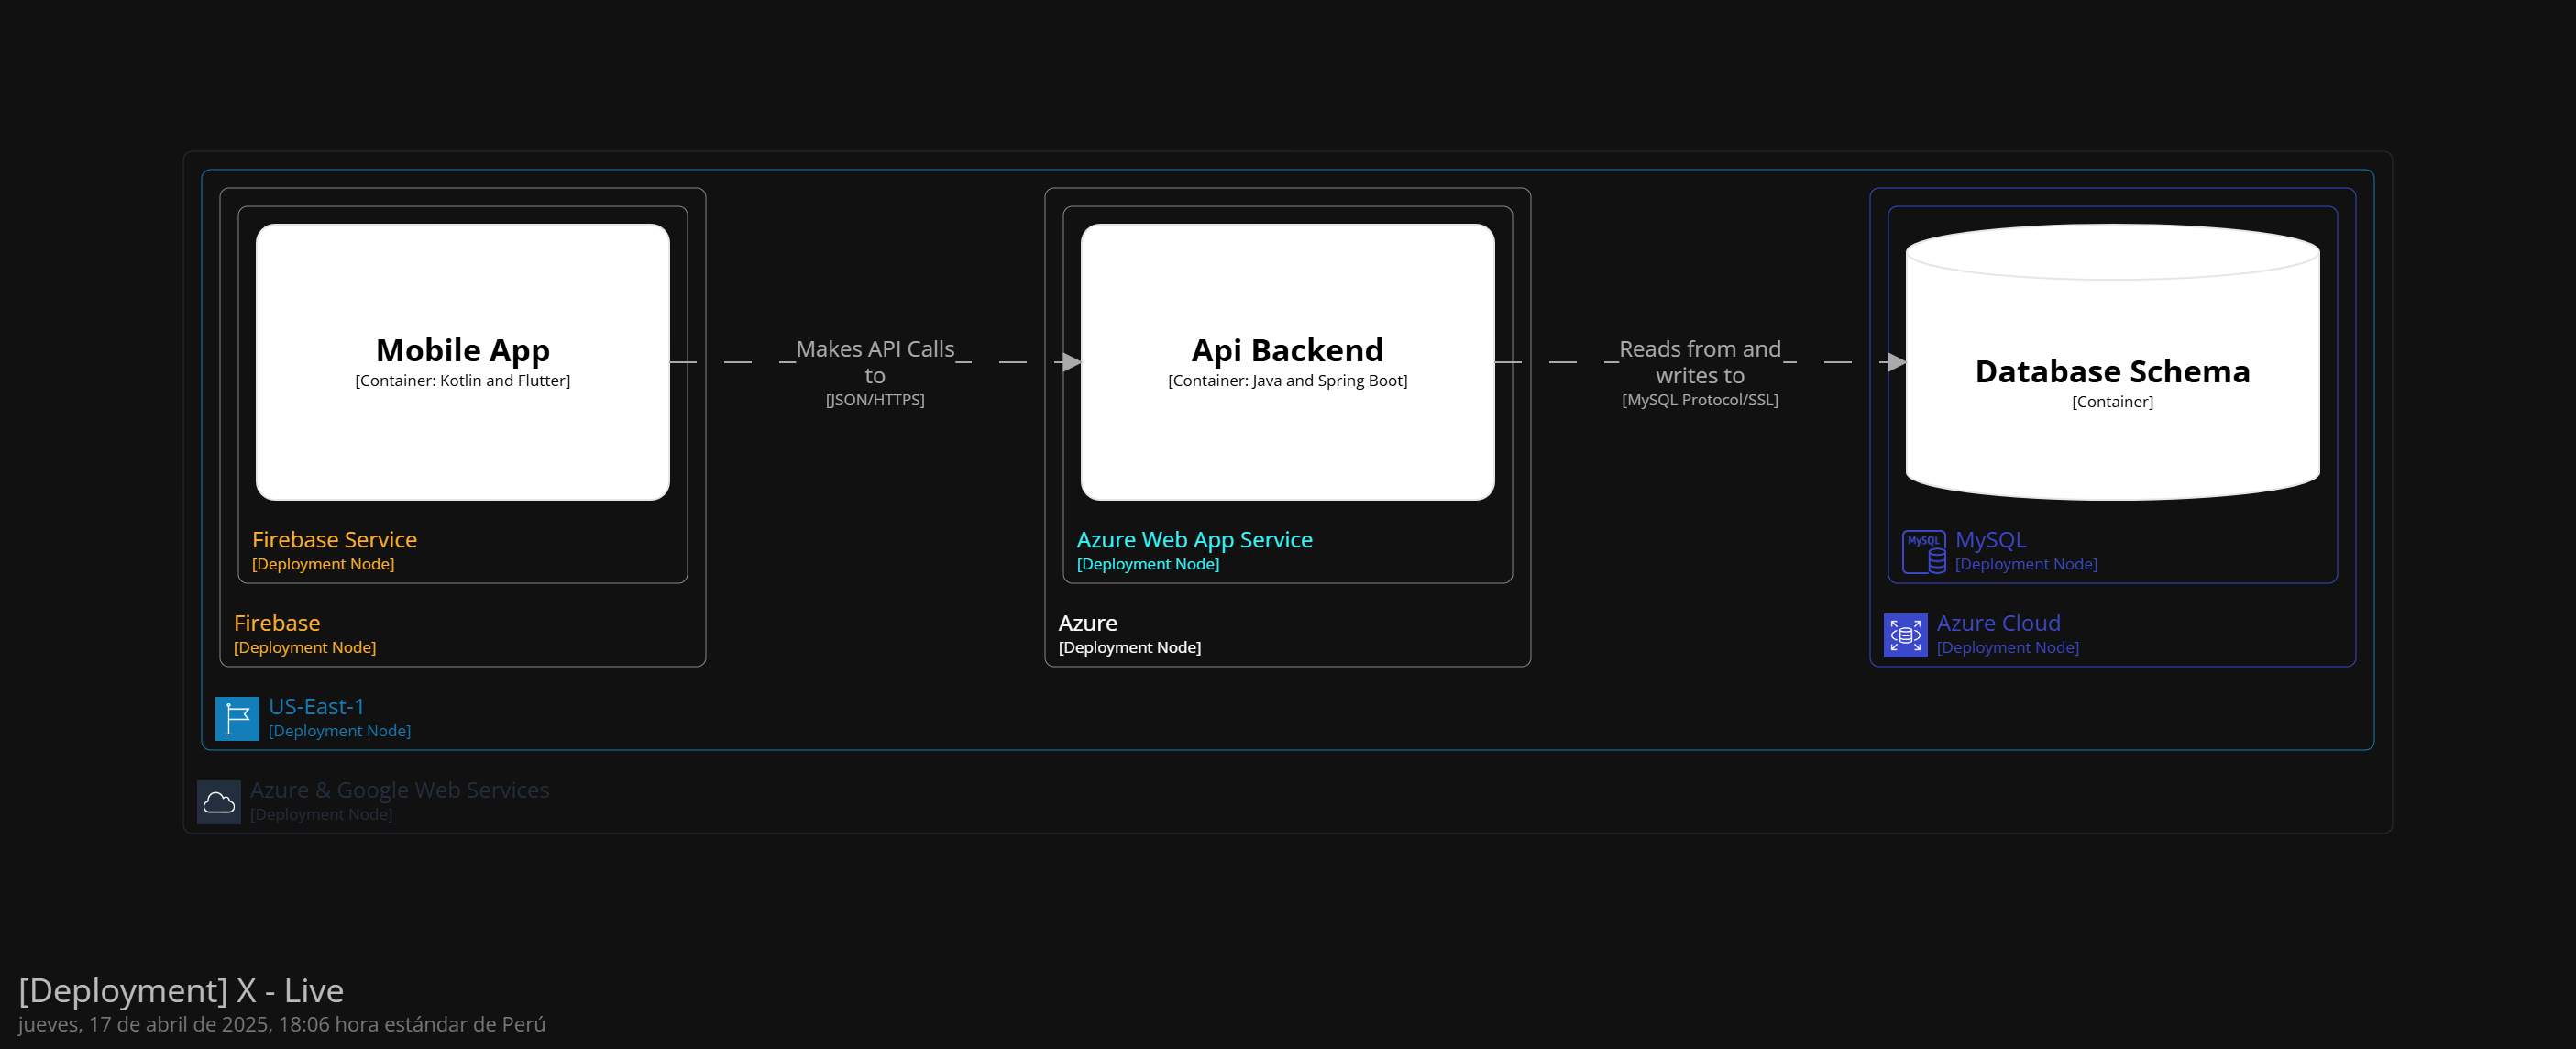 Mobile App
[Container: Kotlin and Flutter]
Makes API Calls
to
[JSON/HTTPS]
Api Backend
[Container: Java and Spring Boot]
Reads from and
writes to
[MySQL Protocol/SSL]
Database Schema
[Container]
Firebase Service
[Deployment Node]
Azure Web App Service
[Deployment Node]
MySQL
MySQL
[Deployment Node]
Firebase
[Deployment Node]
Azure
[Deployment Node]
Azure Cloud
[Deployment Node]
US-East-1
[Deployment Node]
Azure & Google Web Services
[Deployment Node]
[Deployment] X - Live
jueves, 17 de abril de 2025, 18:06 hora estándar de Perú